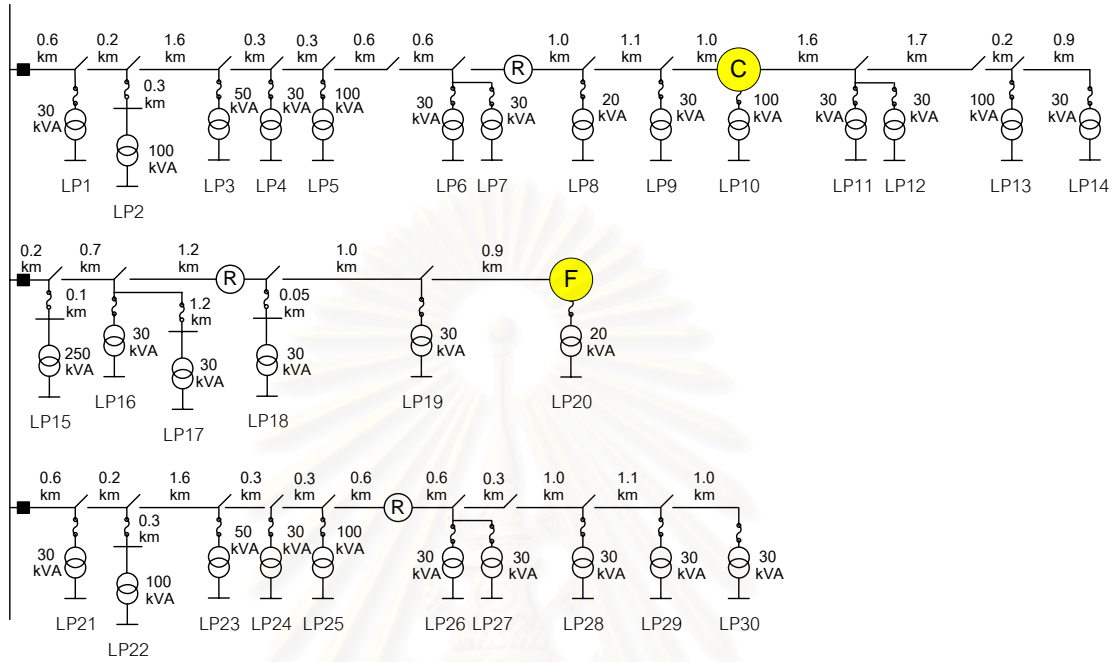 0.6 km 0.2 km 1.6 km 0.3 km 0.3 km 0.6 km 0.6 km R 1.0 km 1.1 km 1.0 km C 1.6 km 1.7 km 0.2 km 0.9 km
30 kVA 0.3 km 100 kVA 50 kVA 30 kVA 100 kVA 30 kVA 30 kVA 20 kVA 30 kVA 100 kVA 30 kVA 30 kVA 100 kVA 30 kVA
LP1 LP2 LP3 LP4 LP5 LP6 LP7 LP8 LP9 LP10 LP11 LP12 LP13 LP14
0.2 km 0.7 km 1.2 km R 1.0 km 0.9 km F
0.1 km 250 kVA 30 kVA 1.2 km 30 kVA 0.05 km 30 kVA 30 kVA 20 kVA
LP15 LP16 LP17 LP18 LP19 LP20
0.6 km 0.2 km 1.6 km 0.3 km 0.3 km 0.6 km R 0.6 km 0.3 km 1.0 km 1.1 km 1.0 km
30 kVA 0.3 km 100 kVA 50 kVA 30 kVA 100 kVA 30 kVA 30 kVA 30 kVA 30 kVA 30 kVA
LP21 LP22 LP23 LP24 LP25 LP26 LP27 LP28 LP29 LP30